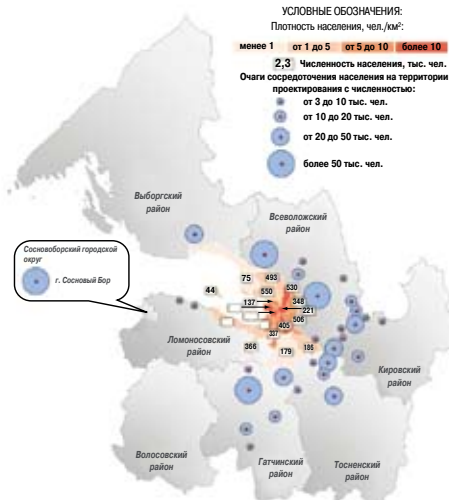 УСЛОВНЫЕ ОБОЗНАЧЕНИЯ:
Плотность населения, чел./км²:
менее 1 от 1 до 5 от 5 до 10 более 10
2,3 Численность населения, тыс. чел.
Очаги сосредоточения населения на территории
проектирования с численностью:
от 3 до 10 тыс. чел.
от 10 до 20 тыс. чел.
от 20 до 50 тыс. чел.
более 50 тыс. чел.
Выборгский
район
Всеволожский
район
Сосновоборский городской
округ
г. Сосновый Бор
75
493
44
550
530
137
348
221
506
405
337
366
179
186
Ломоносовский
район
Кировский
район
Волосовский
район
Гатчинский
район
Тосненский
район